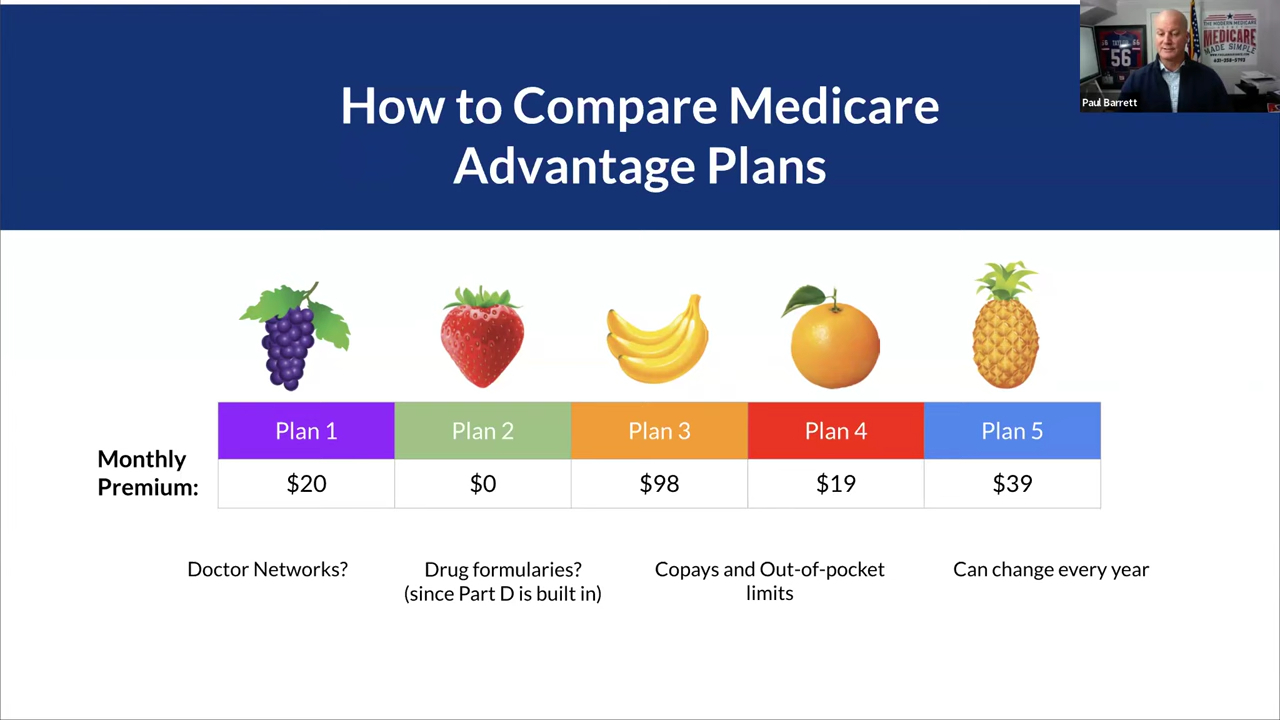 How to Compare Medicare
Advantage Plans
56
MEDICARE
MADE SIMPLE
Paul Barrett
Plan 1
Plan 2
Plan 3
Plan 4
Plan 5
Monthly
Premium:
$20
$0
$98
$19
$39
Doctor Networks?
Drug formularies?
(since Part D is built in)
Copays and Out-of-pocket
limits
Can change every year